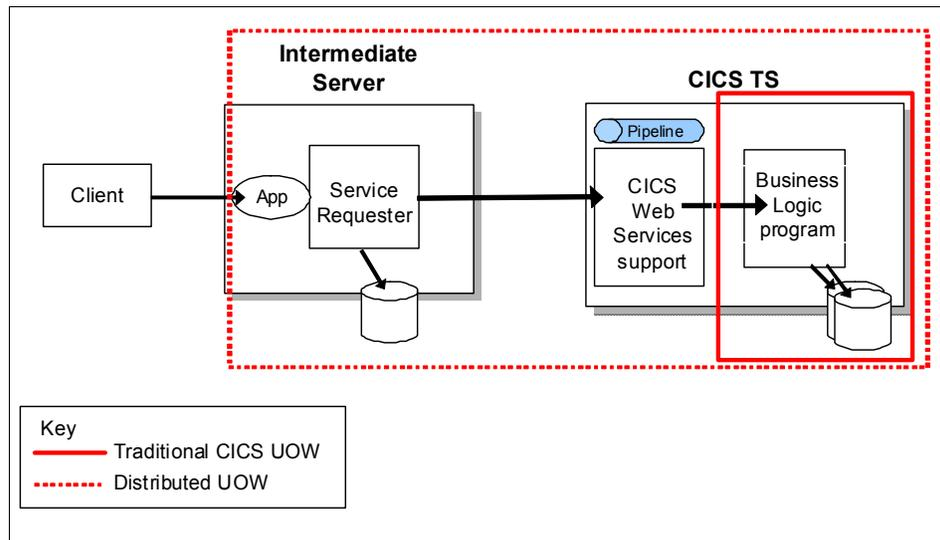 Intermediate
Server
CICS TS
Pipeline
Client
App
Service
Requester
CICS
Web
Services
support
Business
Logic
program
Key
Traditional CICS UOW
Distributed UOW